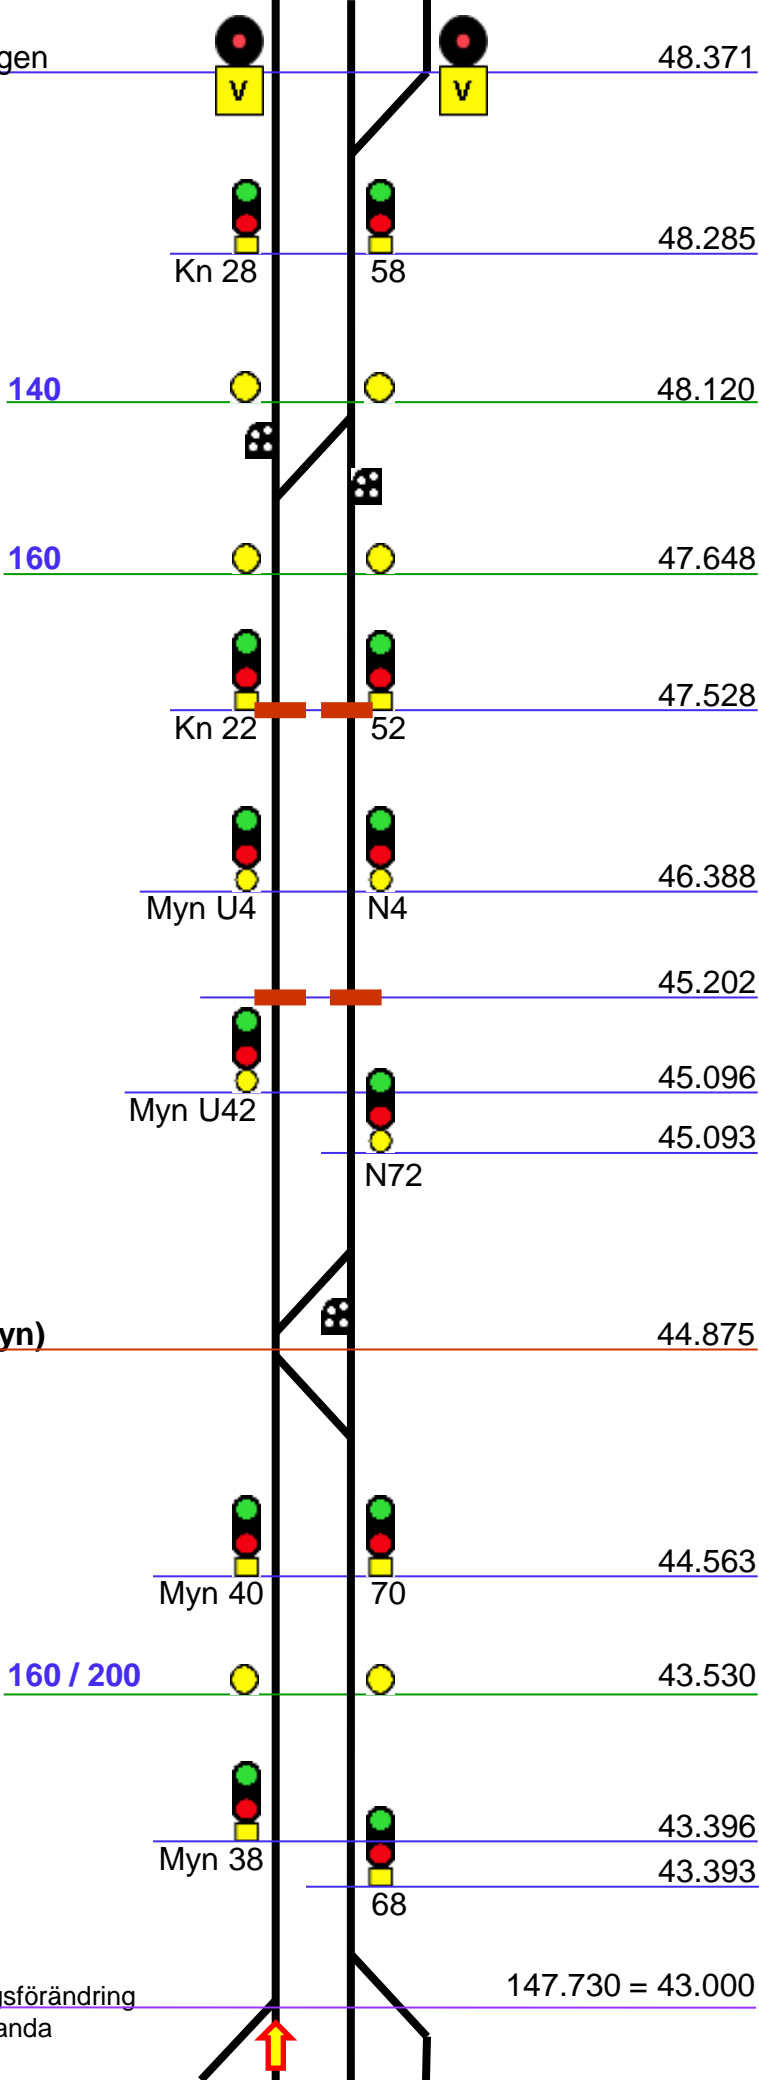 gen 48.371
V V
48.285
Kn 28 58
140 48.120
160 47.648
47.528
Kn 22 52
46.388
Myn U4 N4
45.202
45.096
Myn U42
45.093
N72
yn) 44.875
44.563
Myn 40 70
160 / 200 43.530
43.396
Myn 38
43.393
68
147.730 = 43.000
gsförändring
anda